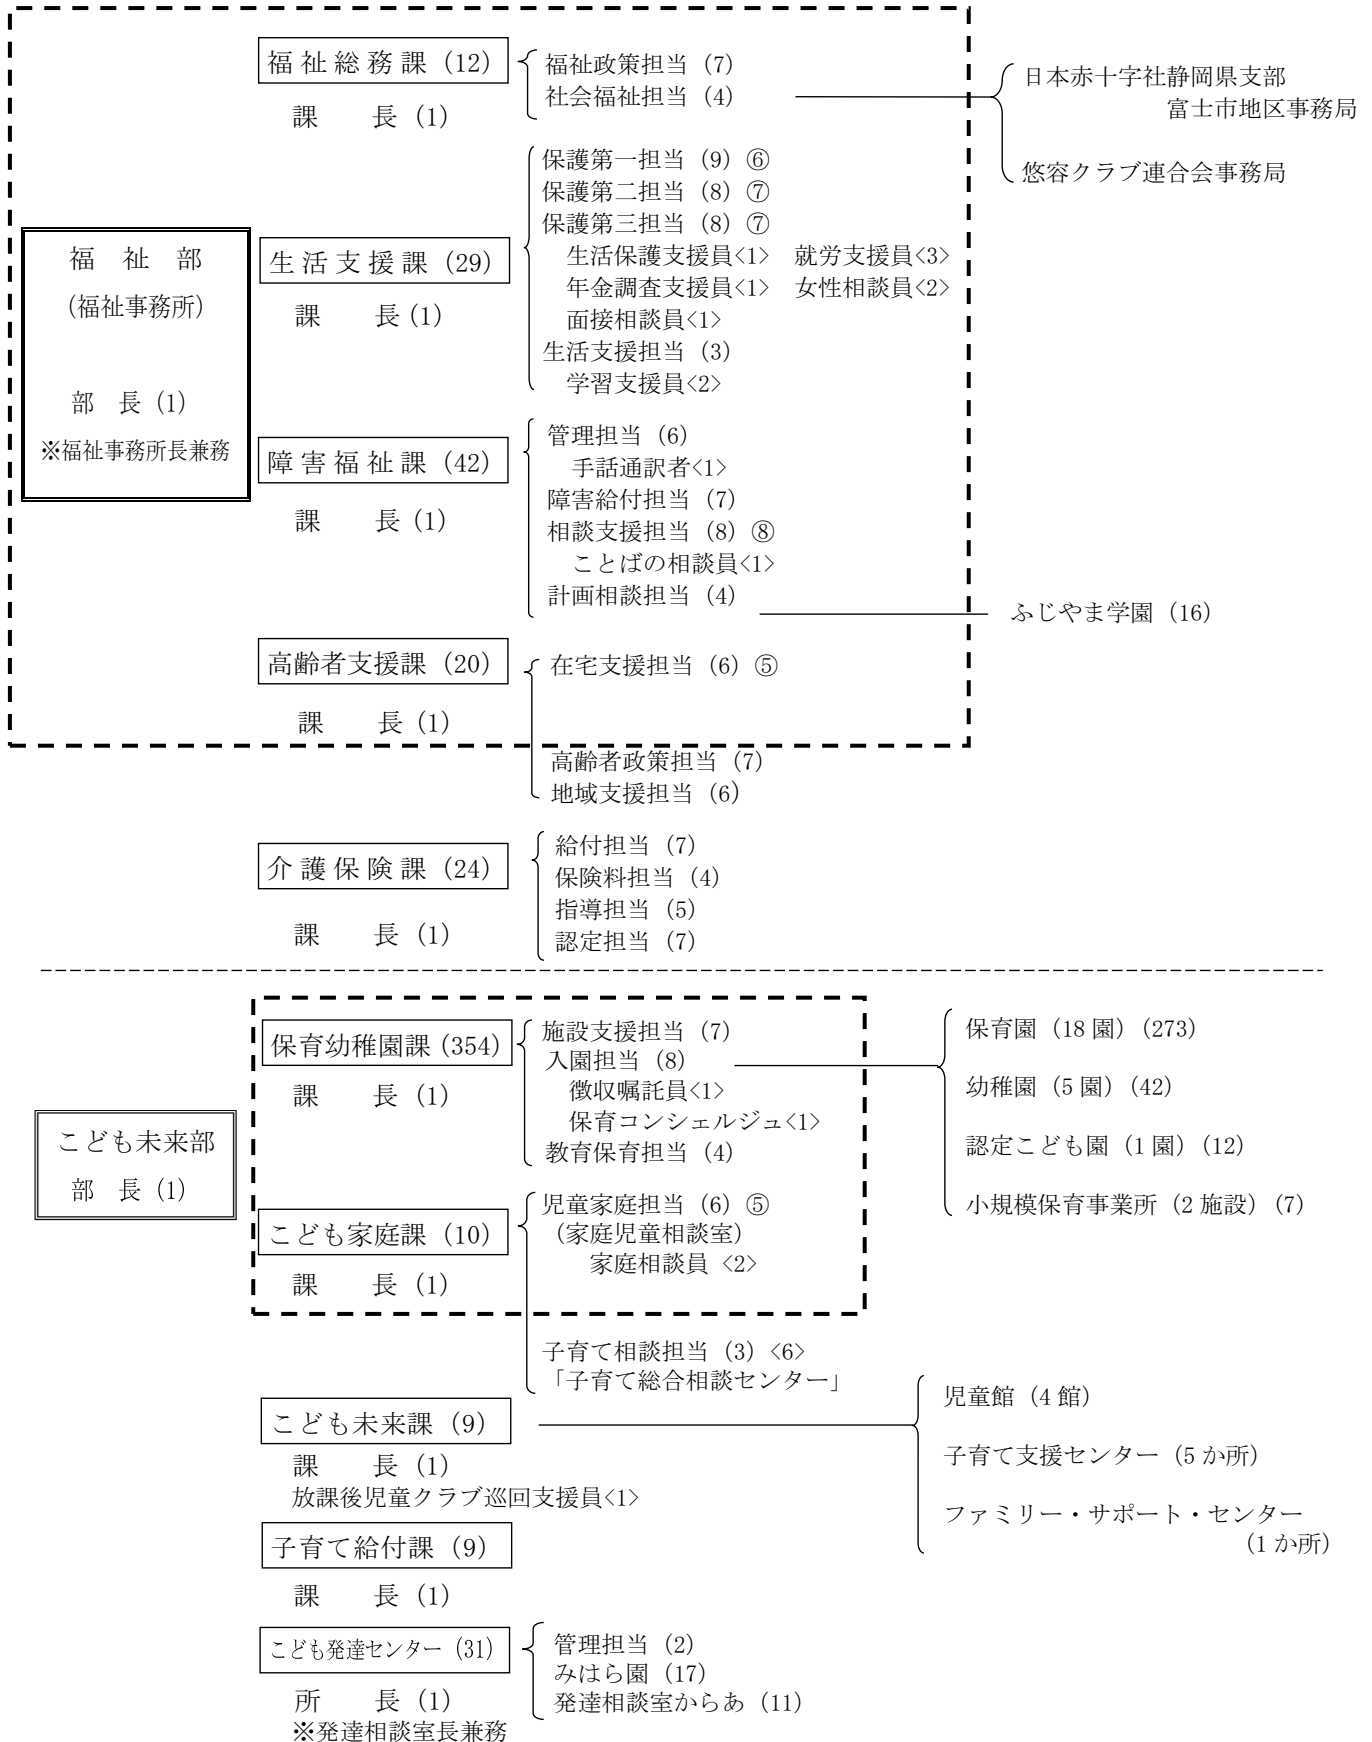 福祉総務課（12）
課　長（1）
福祉政策担当（7）
社会福祉担当（4）
日本赤十字社静岡県支部
富士市地区事務局
悠容クラブ連合会事務局
福祉部
（福祉事務所）
部　長（1）
※福祉事務所長兼務
生活支援課（29）
課　長（1）
保護第一担当（9）⑥
保護第二担当（8）⑦
保護第三担当（8）⑦
生活保護支援員<1>　就労支援員<3>
年金調査支援員<1>　女性相談員<2>
面接相談員<1>
生活支援担当（3）
学習支援員<2>
障害福祉課（42）
課　長（1）
管理担当（6）
手話通訳者<1>
障害給付担当（7）
相談支援担当（8）⑧
ことばの相談員<1>
計画相談担当（4）
ふじやま学園（16）
高齢者支援課（20）
課　長（1）
在宅支援担当（6）⑤
高齢者政策担当（7）
地域支援担当（6）
介護保険課（24）
課　長（1）
給付担当（7）
保険料担当（4）
指導担当（5）
認定担当（7）
こども未来部
部　長（1）
保育幼稚園課（354）
課　長（1）
施設支援担当（7）
入園担当（8）
徴収嘱託員<1>
保育コンシェルジュ<1>
教育保育担当（4）
保育園（18園）（273）
幼稚園（5園）（42）
認定こども園（1園）（12）
小規模保育事業所（2施設）（7）
こども家庭課（10）
課　長（1）
児童家庭担当（6）⑤
（家庭児童相談室）
家庭相談員 <2>
子育て相談担当（3）<6>
「子育て総合相談センター」
こども未来課（9）
課　長（1）
放課後児童クラブ巡回支援員<1>
児童館（4館）
子育て支援センター（5か所）
ファミリー・サポート・センター
（1か所）
子育て給付課（9）
課　長（1）
こども発達センター（31）
所　長（1）
※発達相談室長兼務
管理担当（2）
みはら園（17）
発達相談室からあ（11）